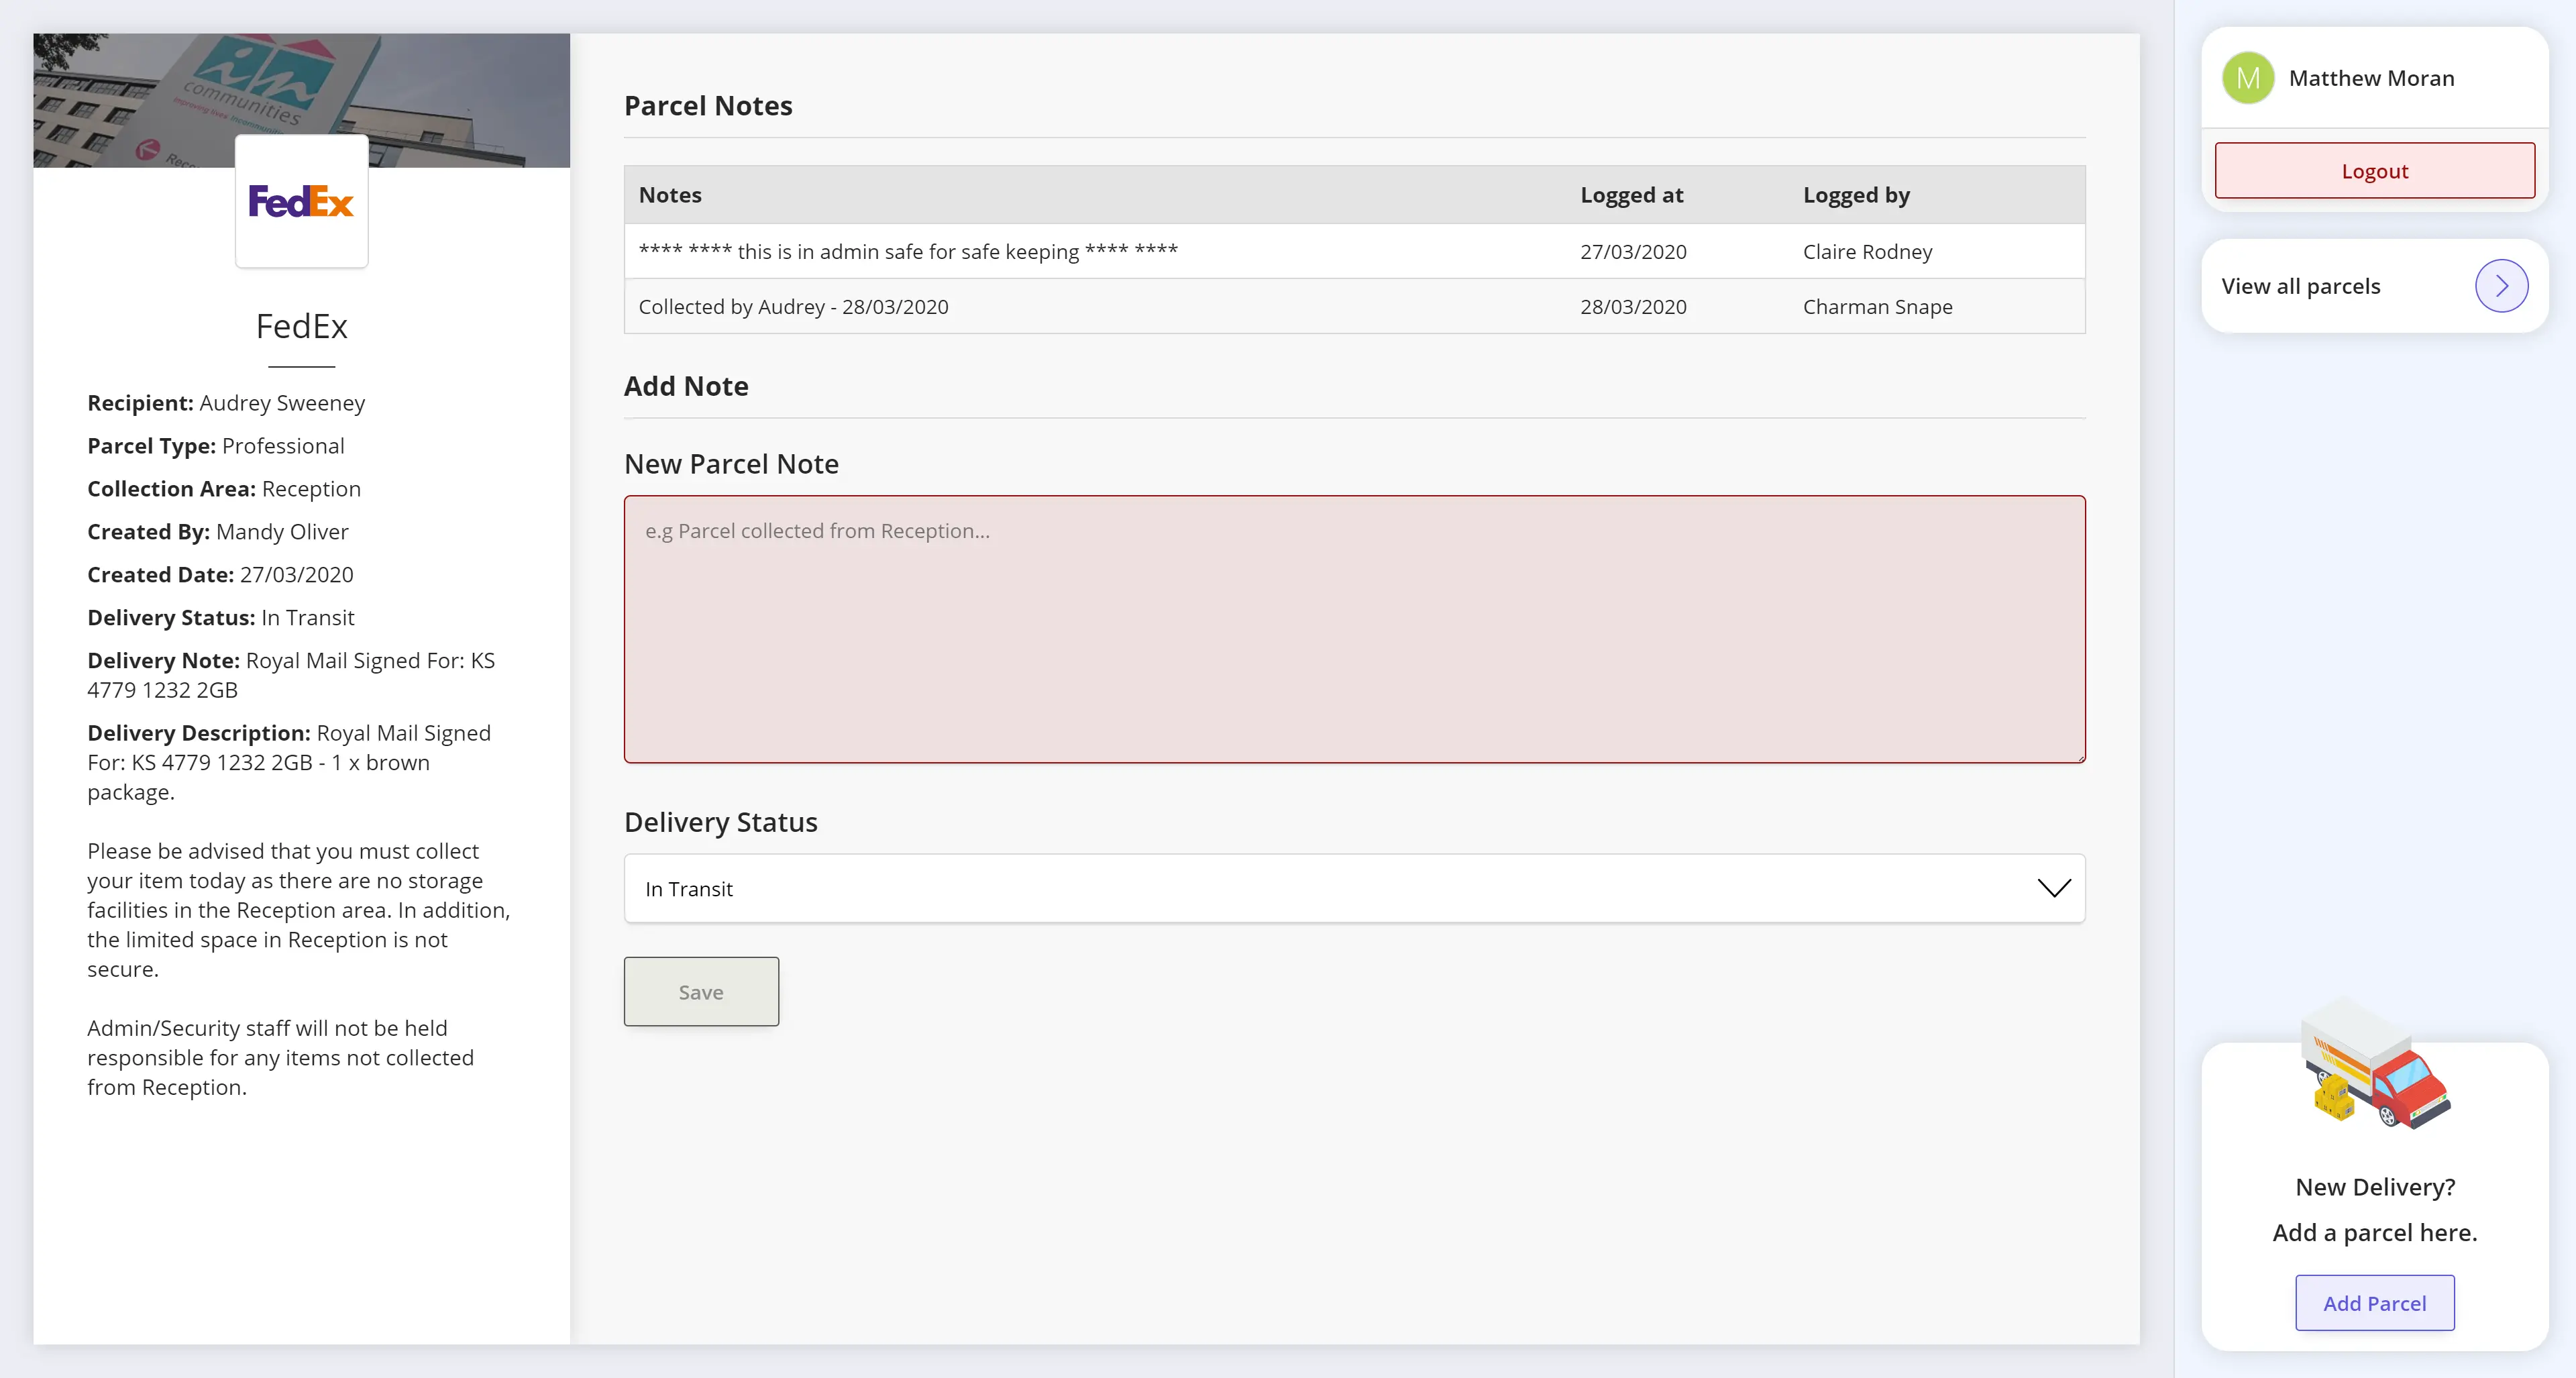 im
communities
Improving lives
Rece
FedEx
FedEx
Recipient: Audrey Sweeney
Parcel Type: Professional
Collection Area: Reception
Created By: Mandy Oliver
Created Date: 27/03/2020
Delivery Status: In Transit
Delivery Note: Royal Mail Signed For: KS
4779 1232 2GB
Delivery Description: Royal Mail Signed
For: KS 4779 1232 2GB - 1 x brown
package.
Please be advised that you must collect
your item today as there are no storage
facilities in the Reception area. In addition,
the limited space in Reception is not
secure.
Admin/Security staff will not be held
responsible for any items not collected
from Reception.
Parcel Notes
Notes Logged at Logged by
**** **** this is in admin safe for safe keeping **** **** 27/03/2020 Claire Rodney
Collected by Audrey - 28/03/2020 28/03/2020 Charman Snape
Add Note
New Parcel Note
e.g Parcel collected from Reception...
Delivery Status
In Transit
Save
M Matthew Moran
Logout
View all parcels
New Delivery?
Add a parcel here.
Add Parcel